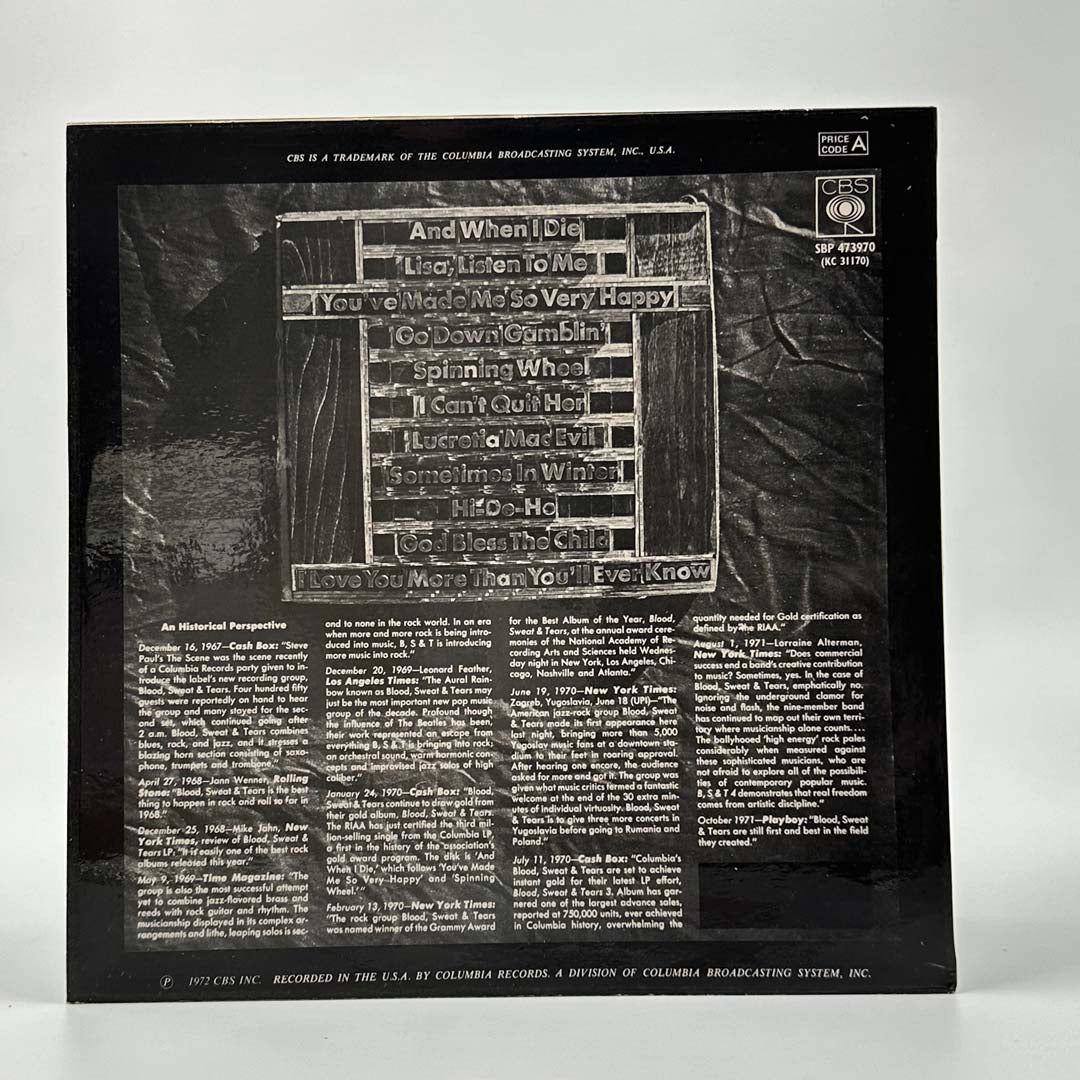 CBS IS A TRADEMARK OF THE COLUMBIA BROADCASTING SYSTEM, INC., U.S.A.
PRICE
CODE A
CBS
SBP 473970
(KC 31170)
And When I Die
Lisa, Listen To Me
You've Made Me So Very Happy
Go Down Gamblin'
Spinning Wheel
I Can't Quit Her
Lucretia Mac Evil
Sometimes In Winter
Hi-De-Ho
God Bless The Child
I Love You More Than You'll Ever Know
An Historical Perspective
December 16, 1967—Cash Box: "Steve
Paul's The Scene was the scene recently
of a Columbia Records party given to in-
troduce the label's new recording group,
Blood, Sweat & Tears. Four hundred fifty
guests were reportedly on hand to hear
the group and many stayed for the sec-
ond set, which continued going after
2 a.m. Blood, Sweat & Tears combines
blues, rock, and jazz, and it stresses a
blazing horn section consisting of saxo-
phone, trumpets and trombone."
April 27, 1968—Jann Wenner, Rolling
Stone: "Blood, Sweat & Tears is the best
thing to happen in rock and roll so far in
1968."
December 25, 1968—Mike Jahn, New
York Times, review of Blood, Sweat &
Tears LP: "It is easily one of the best rock
albums released this year."
May 9, 1969—Time Magazine: "The
group is also the most successful attempt
yet to combine jazz-flavored brass and
reeds with rock guitar and rhythm. The
musicianship displayed in its complex ar-
rangements and lithe, leaping solos is sec-
ond to none in the rock world. In an era
when more and more rock is being intro-
duced into music, B, S & T is introducing
more music into rock."
December 20, 1969—Leonard Feather,
Los Angeles Times: "The Aural Rain-
bow known as Blood, Sweat & Tears may
just be the most important new pop music
group of the decade. Profound though
the influence of The Beatles has been,
their work represented an escape from
everything B, S & T is bringing into rock;
an orchestral sound, warm harmonic con-
cepts and improvised jazz solos of high
caliber."
January 24, 1970—Cash Box: "Blood,
Sweat & Tears continue to draw gold from
their gold album, Blood, Sweat & Tears.
The RIAA has just certified the third mil-
lion-selling single from the Columbia LP,
a first in the history of the association's
gold award program. The disk is 'And
When I Die,' which follows 'You've Made
Me So Very Happy' and 'Spinning
Wheel.'"
February 13, 1970—New York Times:
"The rock group Blood, Sweat & Tears
was named winner of the Grammy Award
for the Best Album of the Year, Blood,
Sweat & Tears, at the annual award cere-
monies of the National Academy of Re-
cording Arts and Sciences held Wednes-
day night in New York, Los Angeles, Chi-
cago, Nashville and Atlanta."
June 19, 1970—New York Times:
Zagreb, Yugoslavia, June 18 (UPI)—"The
American jazz-rock group Blood, Sweat
& Tears made its first appearance here
last night, bringing more than 5,000
Yugoslav music fans at a downtown sta-
dium to their feet in roaring approval.
After hearing one encore, the audience
asked for more and got it. The group was
given what music critics termed a fantastic
welcome at the end of the 30 extra min-
utes of individual virtuosity. Blood, Sweat
& Tears is to give three more concerts in
Yugoslavia before going to Rumania and
Poland."
July 11, 1970—Cash Box: "Columbia's
Blood, Sweat & Tears are set to achieve
instant gold for their latest LP effort,
Blood, Sweat & Tears 3. Album has gar-
nered one of the largest advance sales,
reported at 750,000 units, ever achieved
in Columbia history, overwhelming the
quantity needed for Gold certification as
defined by the RIAA."
August 1, 1971—Lorraine Alterman,
New York Times: "Does commercial
success end a band's creative contribution
to music? Sometimes, yes. In the case of
Blood, Sweat & Tears, emphatically no.
Ignoring the underground clamor for
noise and flash, the nine-member band
has continued to map out their own terri-
tory where musicianship alone counts....
The ballyhooed 'high energy' rock pales
considerably when measured against
these sophisticated musicians, who are
not afraid to explore all of the possibili-
ties of contemporary popular music.
B, S & T 4 demonstrates that real freedom
comes from artistic discipline."
October 1971—Playboy: "Blood, Sweat
& Tears are still first and best in the field
they created."
℗ 1972 CBS INC. RECORDED IN THE U.S.A. BY COLUMBIA RECORDS. A DIVISION OF COLUMBIA BROADCASTING SYSTEM, INC.